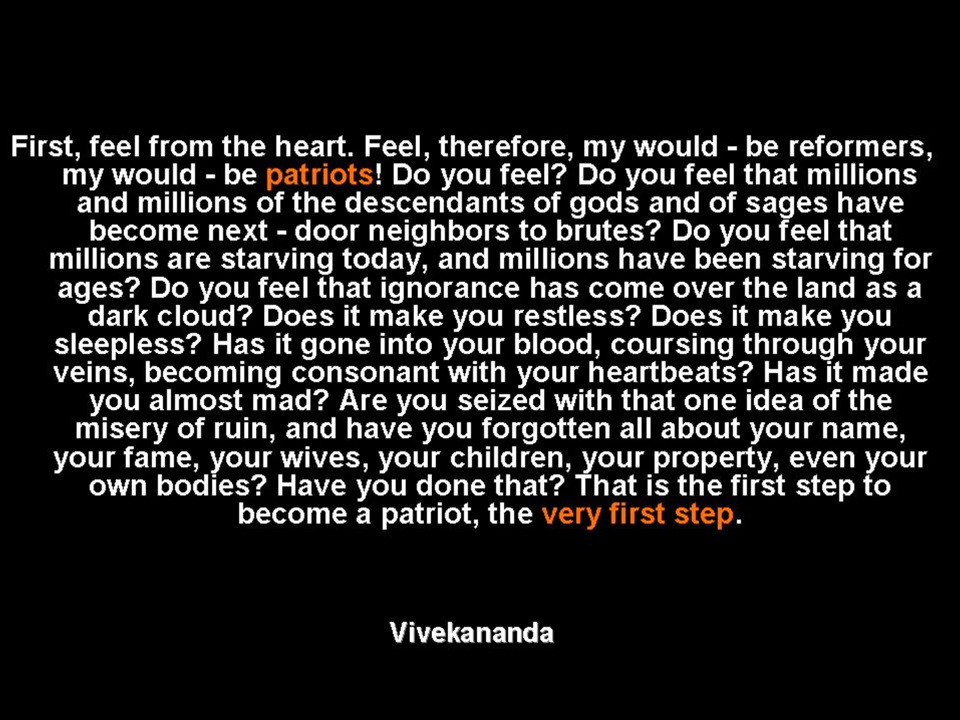 First, feel from the heart. Feel, therefore, my would - be reformers,
my would - be patriots! Do you feel? Do you feel that millions
and millions of the descendants of gods and of sages have
become next - door neighbors to brutes? Do you feel that
millions are starving today, and millions have been starving for
ages? Do you feel that ignorance has come over the land as a
dark cloud? Does it make you restless? Does it make you
sleepless? Has it gone into your blood, coursing through your
veins, becoming consonant with your heartbeats? Has it made
you almost mad? Are you seized with that one idea of the
misery of ruin, and have you forgotten all about your name,
your fame, your wives, your children, your property, even your
own bodies? Have you done that? That is the first step to
become a patriot, the very first step.
Vivekananda